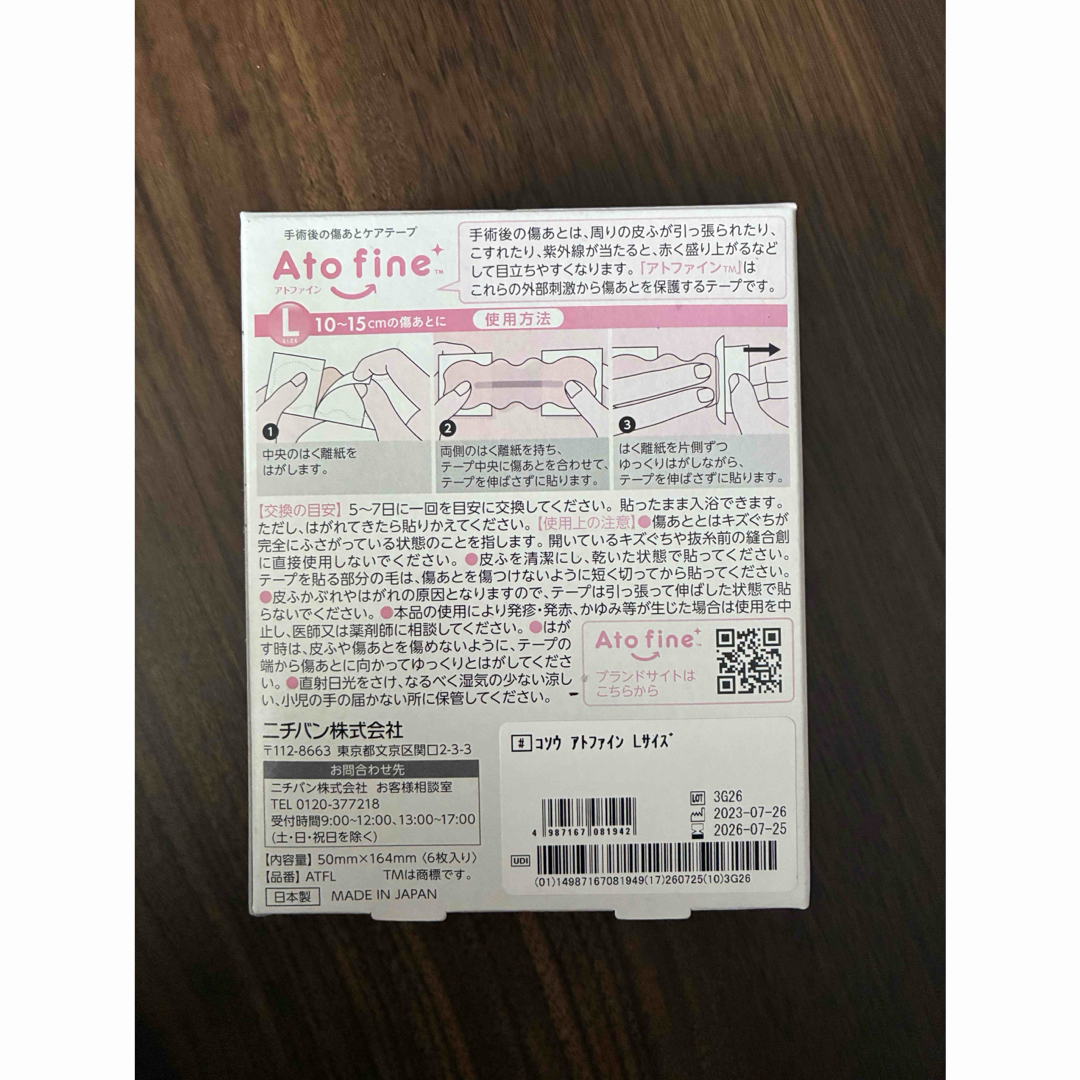 手術後の傷あとケアテープ
Ato fine™
アトファイン
手術後の傷あとは、周りの皮ふが引っ張られたり、
こすれたり、紫外線が当たると、赤く盛り上がるなど
して目立ちやすくなります。「アトファイン™」は
これらの外部刺激から傷あとを保護するテープです。
L SIZE 10～15cmの傷あとに 使用方法
1
中央のはく離紙を
はがします。
2
両側のはく離紙を持ち、
テープ中央に傷あとを合わせて、
テープを伸ばさずに貼ります。
3
はく離紙を片側ずつ
ゆっくりはがしながら、
テープを伸ばさずに貼ります。
【交換の目安】5～7日に一回を目安に交換してください。貼ったまま入浴できます。
ただし、はがれてきたら貼りかえてください。【使用上の注意】●傷あととはキズぐちが
完全にふさがっている状態のことを指します。開いているキズぐちや抜糸前の縫合創
に直接使用しないでください。●皮ふを清潔にし、乾いた状態で貼ってください。
テープを貼る部分の毛は、傷あとを傷つけないように短く切ってから貼ってください。
●皮ふかぶれやはがれの原因となりますので、テープは引っ張って伸ばした状態で貼
らないでください。●本品の使用により発疹・発赤、かゆみ等が生じた場合は使用を中
止し、医師又は薬剤師に相談してください。●はが
す時は、皮ふや傷あとを傷めないように、テープの
端から傷あとに向かってゆっくりとはがしてくださ
い。●直射日光をさけ、なるべく湿気の少ない涼し
い、小児の手の届かない所に保管してください。
Ato fine™
ブランドサイトは
こちらから
ニチバン株式会社
〒112-8663 東京都文京区関口2-3-3
お問合わせ先
ニチバン株式会社 お客様相談室
TEL 0120-377218
受付時間9:00～12:00、13:00～17:00
(土・日・祝日を除く)
【内容量】50mm×164mm〈6枚入り〉
【品番】ATFL TMは商標です。
日本製 MADE IN JAPAN
# コソウ アトファイン Lサイズ
4 987167 081942
LOT 3G26
2023-07-26
2026-07-25
UDI
(01)14987167081949(17)260725(10)3G26